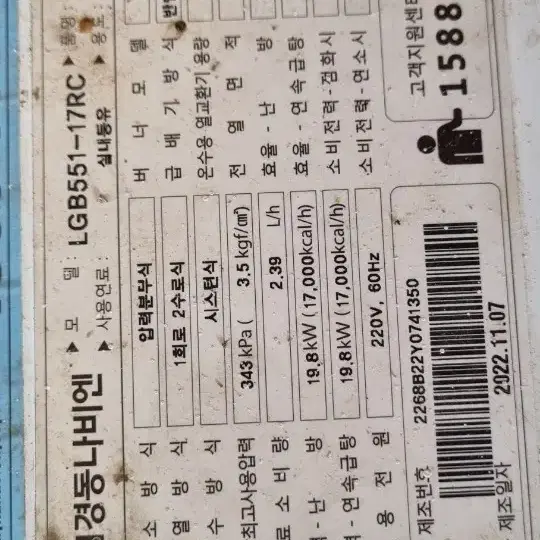 경동나비엔
▶ 모 델 : LGB551-17RC ▶ 품명 :
▶ 사용연료 : 실내등유 ▶ 용도 :
소 방 식 압력분무식 버 너 모 델
열 방 식 1회로 2수로식 급 배 기 방 식
수 방 식 시스턴식 온수용 열교환기 용량
최고사용압력 343kPa ( 3.5 kgf/㎠) 전 열 면 적
료 소 비 량 2.39 L/h 효율 - 난 방
- 난 방 19.8kW (17,000kcal/h) 효율 - 연속급탕
- 연속급탕 19.8kW (17,000kcal/h) 소비전력-점화시
용 전 원 220V, 60Hz 소비전력-연소시
제조번호 2268B22Y0741350
제조일자 2022.11.07
고객지원센터
1588